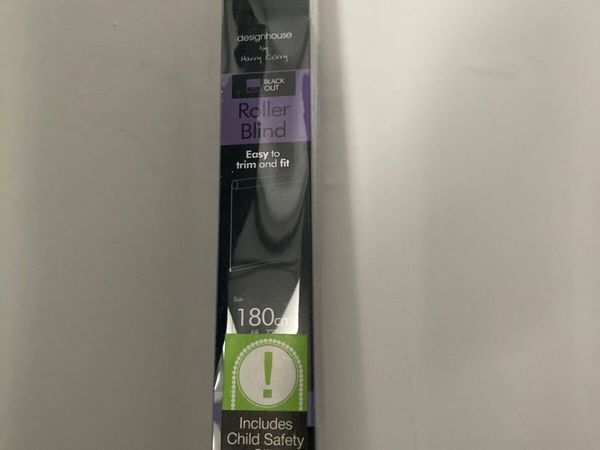 designhouse
by
Harry Corry
BLACK
OUT
Roller
Blind
Easy to
trim and fit
Size
180cm
Includes
Child Safety